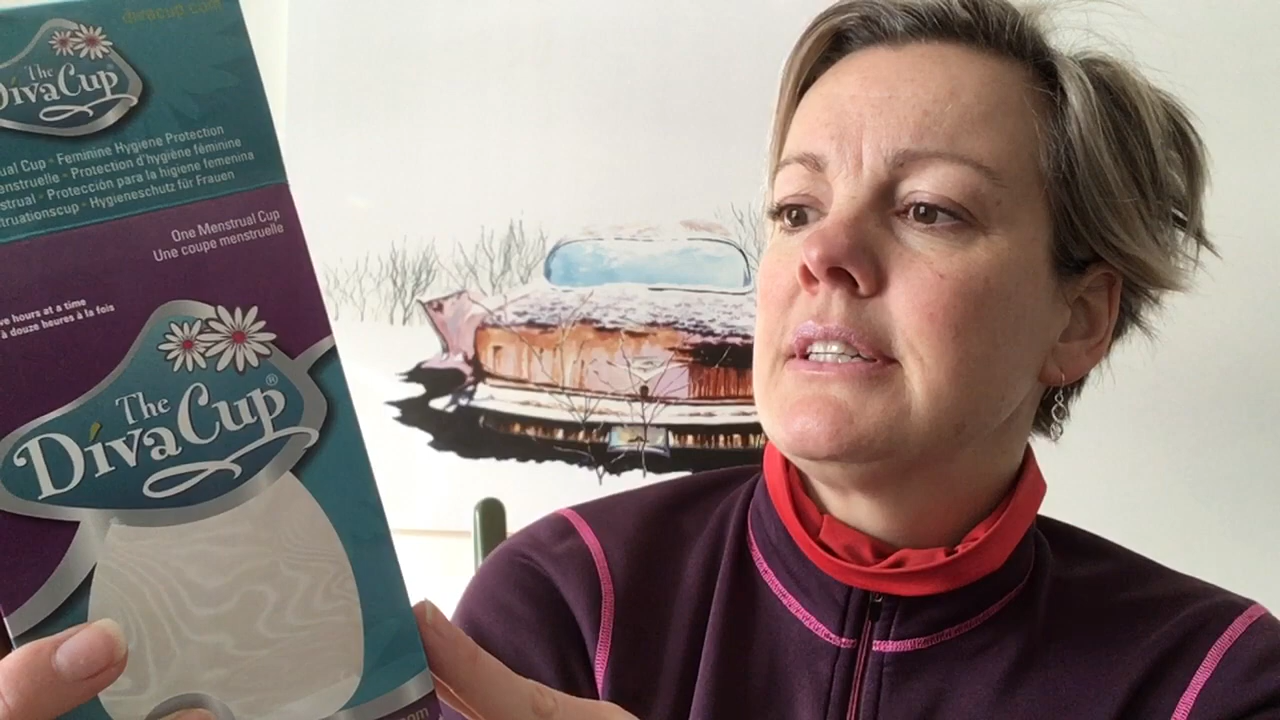 divacup.com
The
DivaCup
ual Cup • Feminine Hygiene Protection
enstruelle • Protection d'hygiène féminine
strual • Protección para la higiene femenina
truationscup • Hygieneschutz für Frauen
One Menstrual Cup
Une coupe menstruelle
ve hours at a time
à douze heures à la fois
The
DivaCup®
om